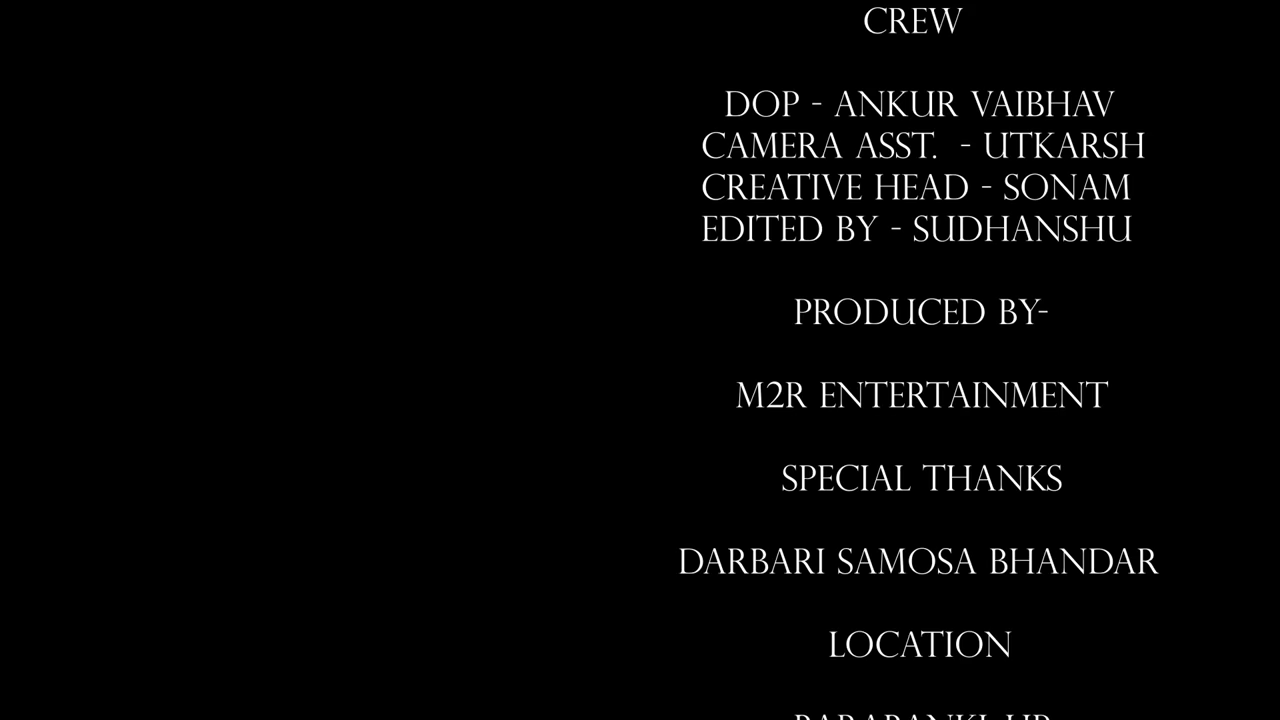 CREW
DOP - ANKUR VAIBHAV
CAMERA ASST. - UTKARSH
CREATIVE HEAD - SONAM
EDITED BY - SUDHANSHU
PRODUCED BY-
M2R ENTERTAINMENT
SPECIAL THANKS
DARBARI SAMOSA BHANDAR
LOCATION